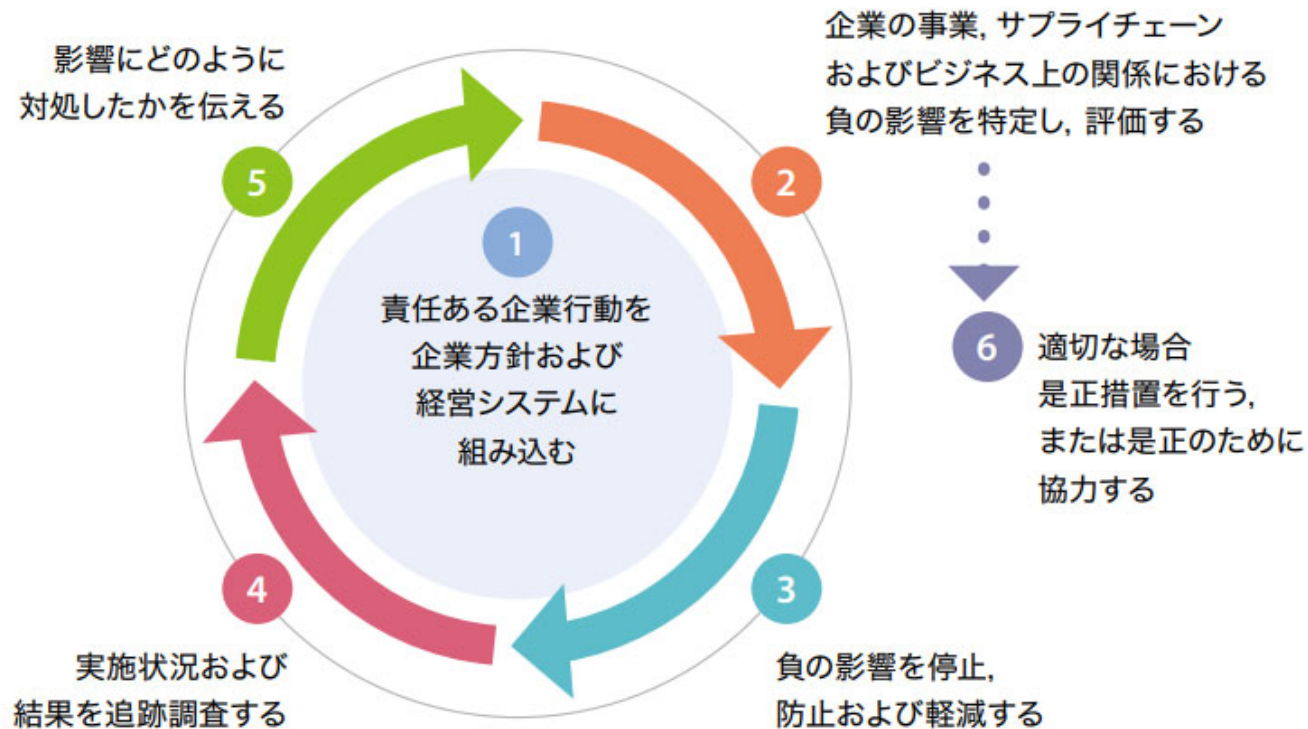 1
責任ある企業行動を
企業方針および
経営システムに
組み込む
2
企業の事業, サプライチェーン
およびビジネス上の関係における
負の影響を特定し, 評価する
3
負の影響を停止,
防止および軽減する
4
実施状況および
結果を追跡調査する
5
影響にどのように
対処したかを伝える
6
適切な場合
是正措置を行う,
または是正のために
協力する